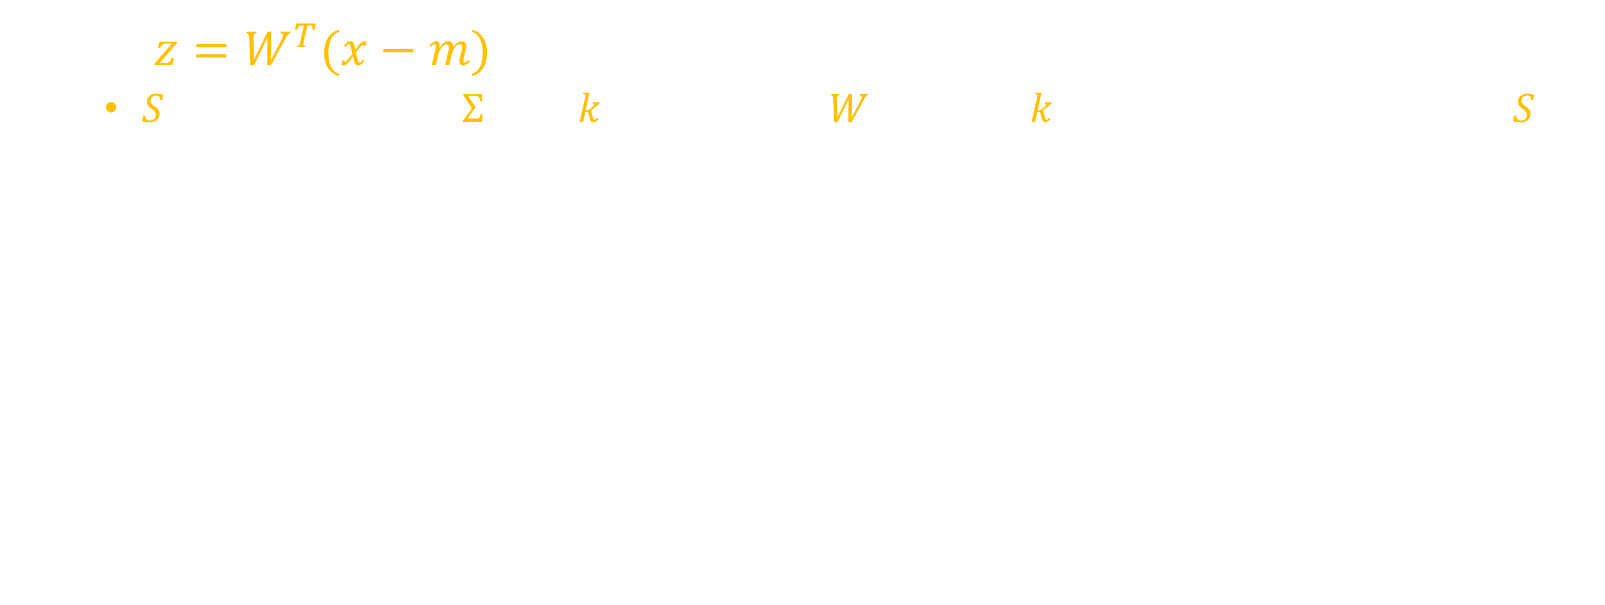 z = W^T(x − m)
• S Σ k W k S